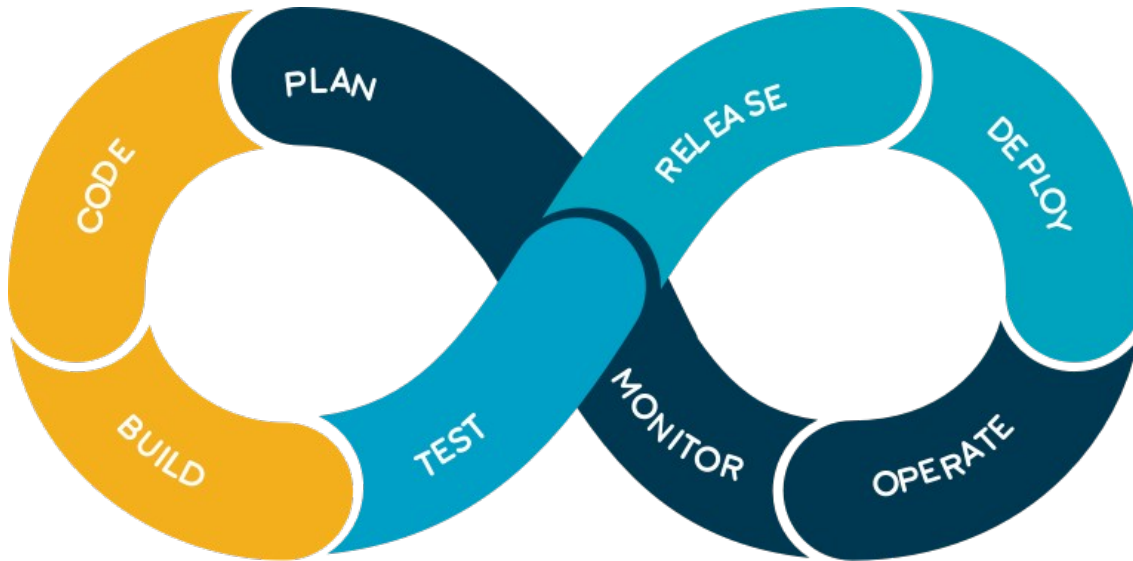 PLAN
CODE
BUILD
TEST
RELEASE
DEPLOY
OPERATE
MONITOR